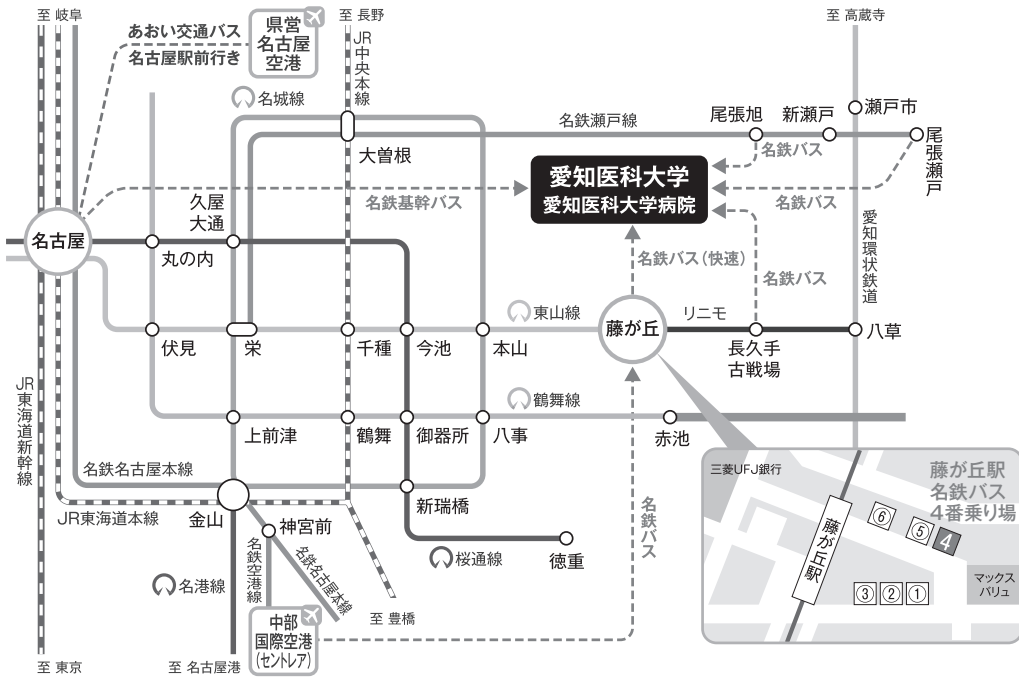 至 岐阜
あおい交通バス
名古屋駅前行き
県営
名古屋
空港
至 長野
JR中央本線
至 高蔵寺
名城線
名鉄瀬戸線
大曽根
尾張旭
新瀬戸
瀬戸市
尾張瀬戸
名鉄バス
愛知医科大学
愛知医科大学病院
名鉄基幹バス
名鉄バス
久屋
大通
名古屋
丸の内
愛知環状鉄道
名鉄バス（快速）
名鉄バス
東山線
藤が丘
リニモ
伏見
栄
千種
今池
本山
長久手
古戦場
八草
JR東海道新幹線
鶴舞線
上前津
鶴舞
御器所
八事
赤池
名鉄名古屋本線
JR東海道本線
金山
新瑞橋
神宮前
名鉄空港線
名鉄名古屋本線
名港線
桜通線
徳重
名鉄バス
至 豊橋
中部
国際空港
（セントレア）
至 東京
至 名古屋港
三菱UFJ銀行
藤が丘駅
名鉄バス
4番乗り場
藤が丘駅
⑥
⑤
4
③
②
①
マックス
バリュ